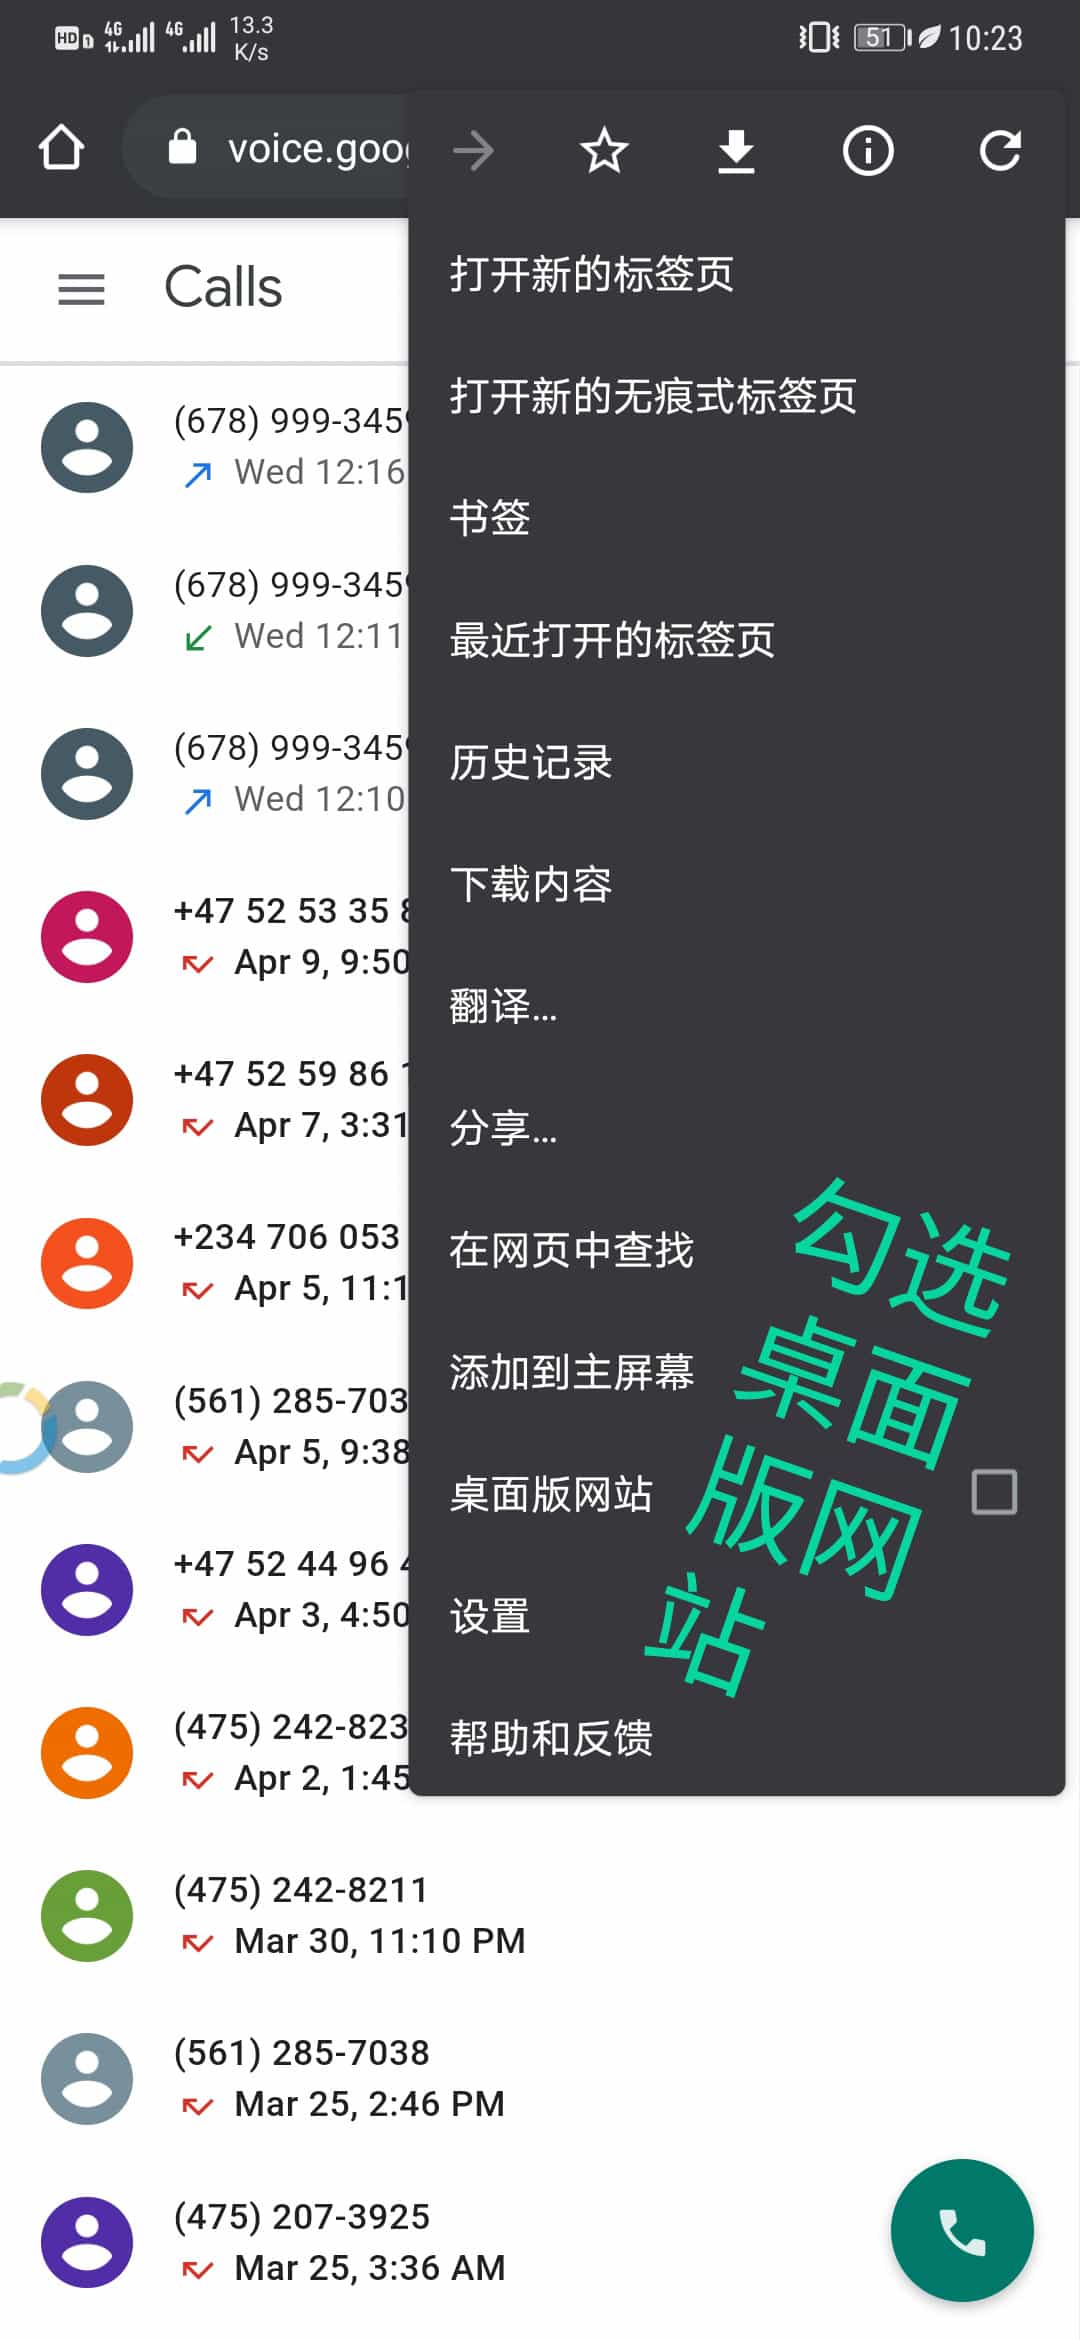 HD 1 4G 4G 13.3 K/s 51 10:23
voice.goo
Calls
打开新的标签页
打开新的无痕式标签页
书签
最近打开的标签页
历史记录
下载内容
翻译...
分享...
在网页中查找
添加到主屏幕
桌面版网站
设置
帮助和反馈
勾选
桌面
版网
站
(678) 999-345
Wed 12:16
(678) 999-345
Wed 12:11
(678) 999-345
Wed 12:10
+47 52 53 35
Apr 9, 9:50
+47 52 59 86
Apr 7, 3:31
+234 706 053
Apr 5, 11:1
(561) 285-703
Apr 5, 9:38
+47 52 44 96
Apr 3, 4:50
(475) 242-823
Apr 2, 1:45
(475) 242-8211
Mar 30, 11:10 PM
(561) 285-7038
Mar 25, 2:46 PM
(475) 207-3925
Mar 25, 3:36 AM